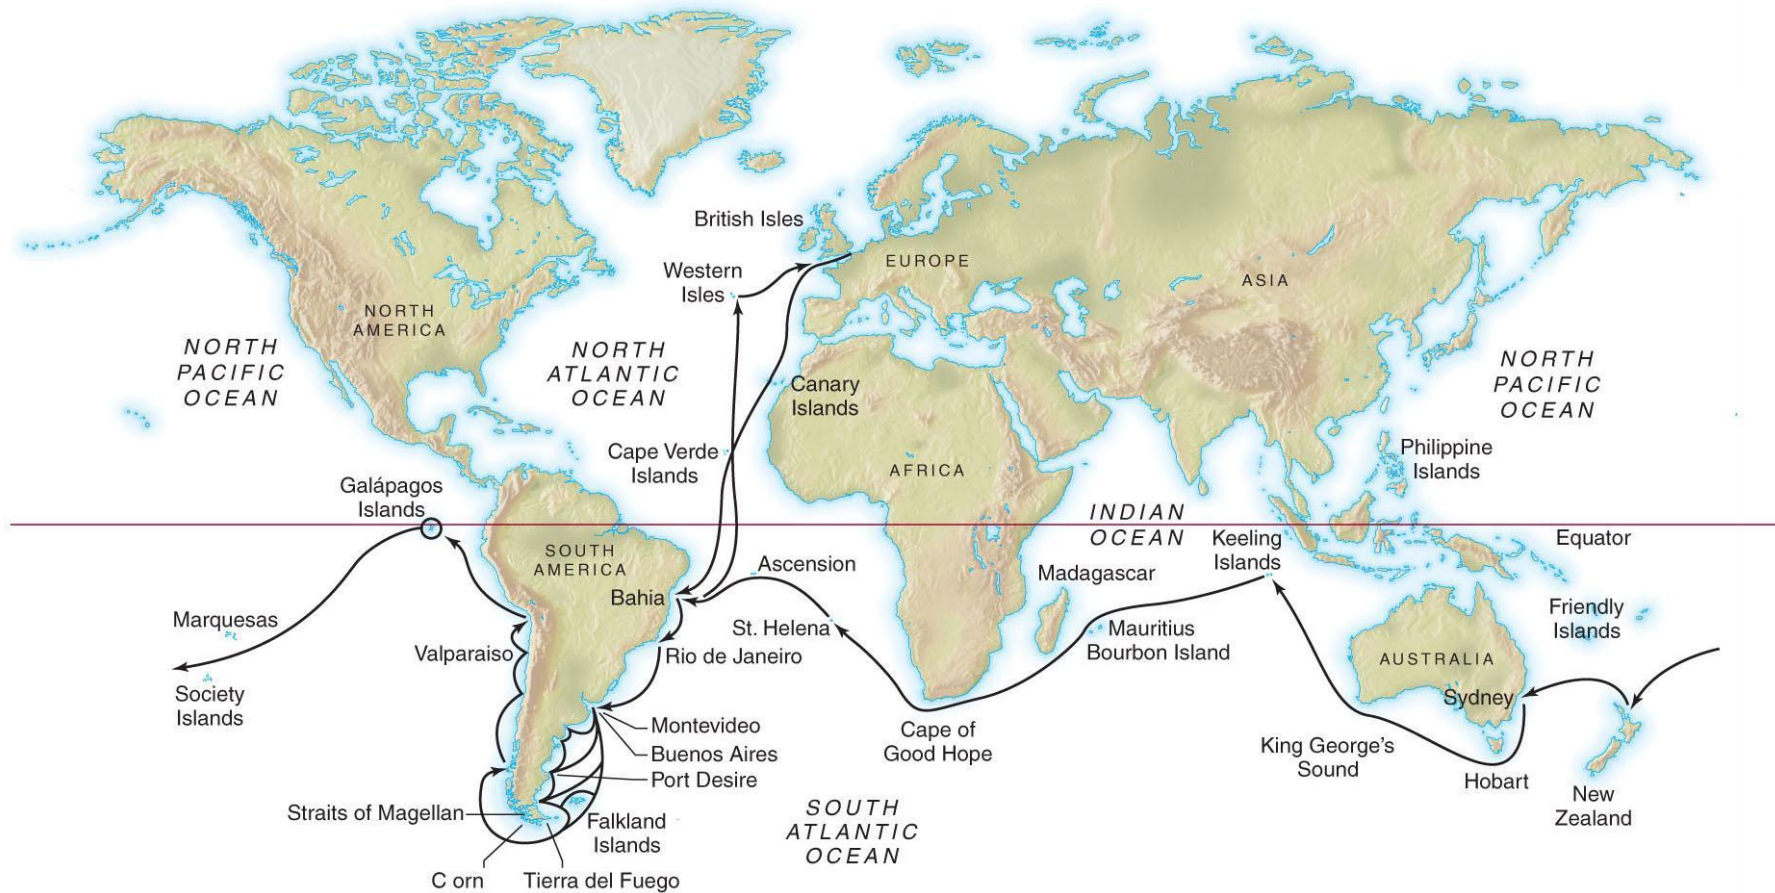 British Isles
Western
Isles
EUROPE
ASIA
NORTH
AMERICA
NORTH
PACIFIC
OCEAN
NORTH
ATLANTIC
OCEAN
NORTH
PACIFIC
OCEAN
Canary
Islands
Cape Verde
Islands
AFRICA
Philippine
Islands
Galápagos
Islands
INDIAN
OCEAN
Keeling
Islands
Equator
SOUTH
AMERICA
Ascension
Madagascar
Bahia
Friendly
Islands
Marquesas
St. Helena
Mauritius
Bourbon Island
Valparaiso
Rio de Janeiro
AUSTRALIA
Society
Islands
Sydney
Montevideo
Buenos Aires
Port Desire
Cape of
Good Hope
King George's
Sound
Hobart
New
Zealand
Straits of Magellan
Falkland
Islands
SOUTH
ATLANTIC
OCEAN
C orn
Tierra del Fuego